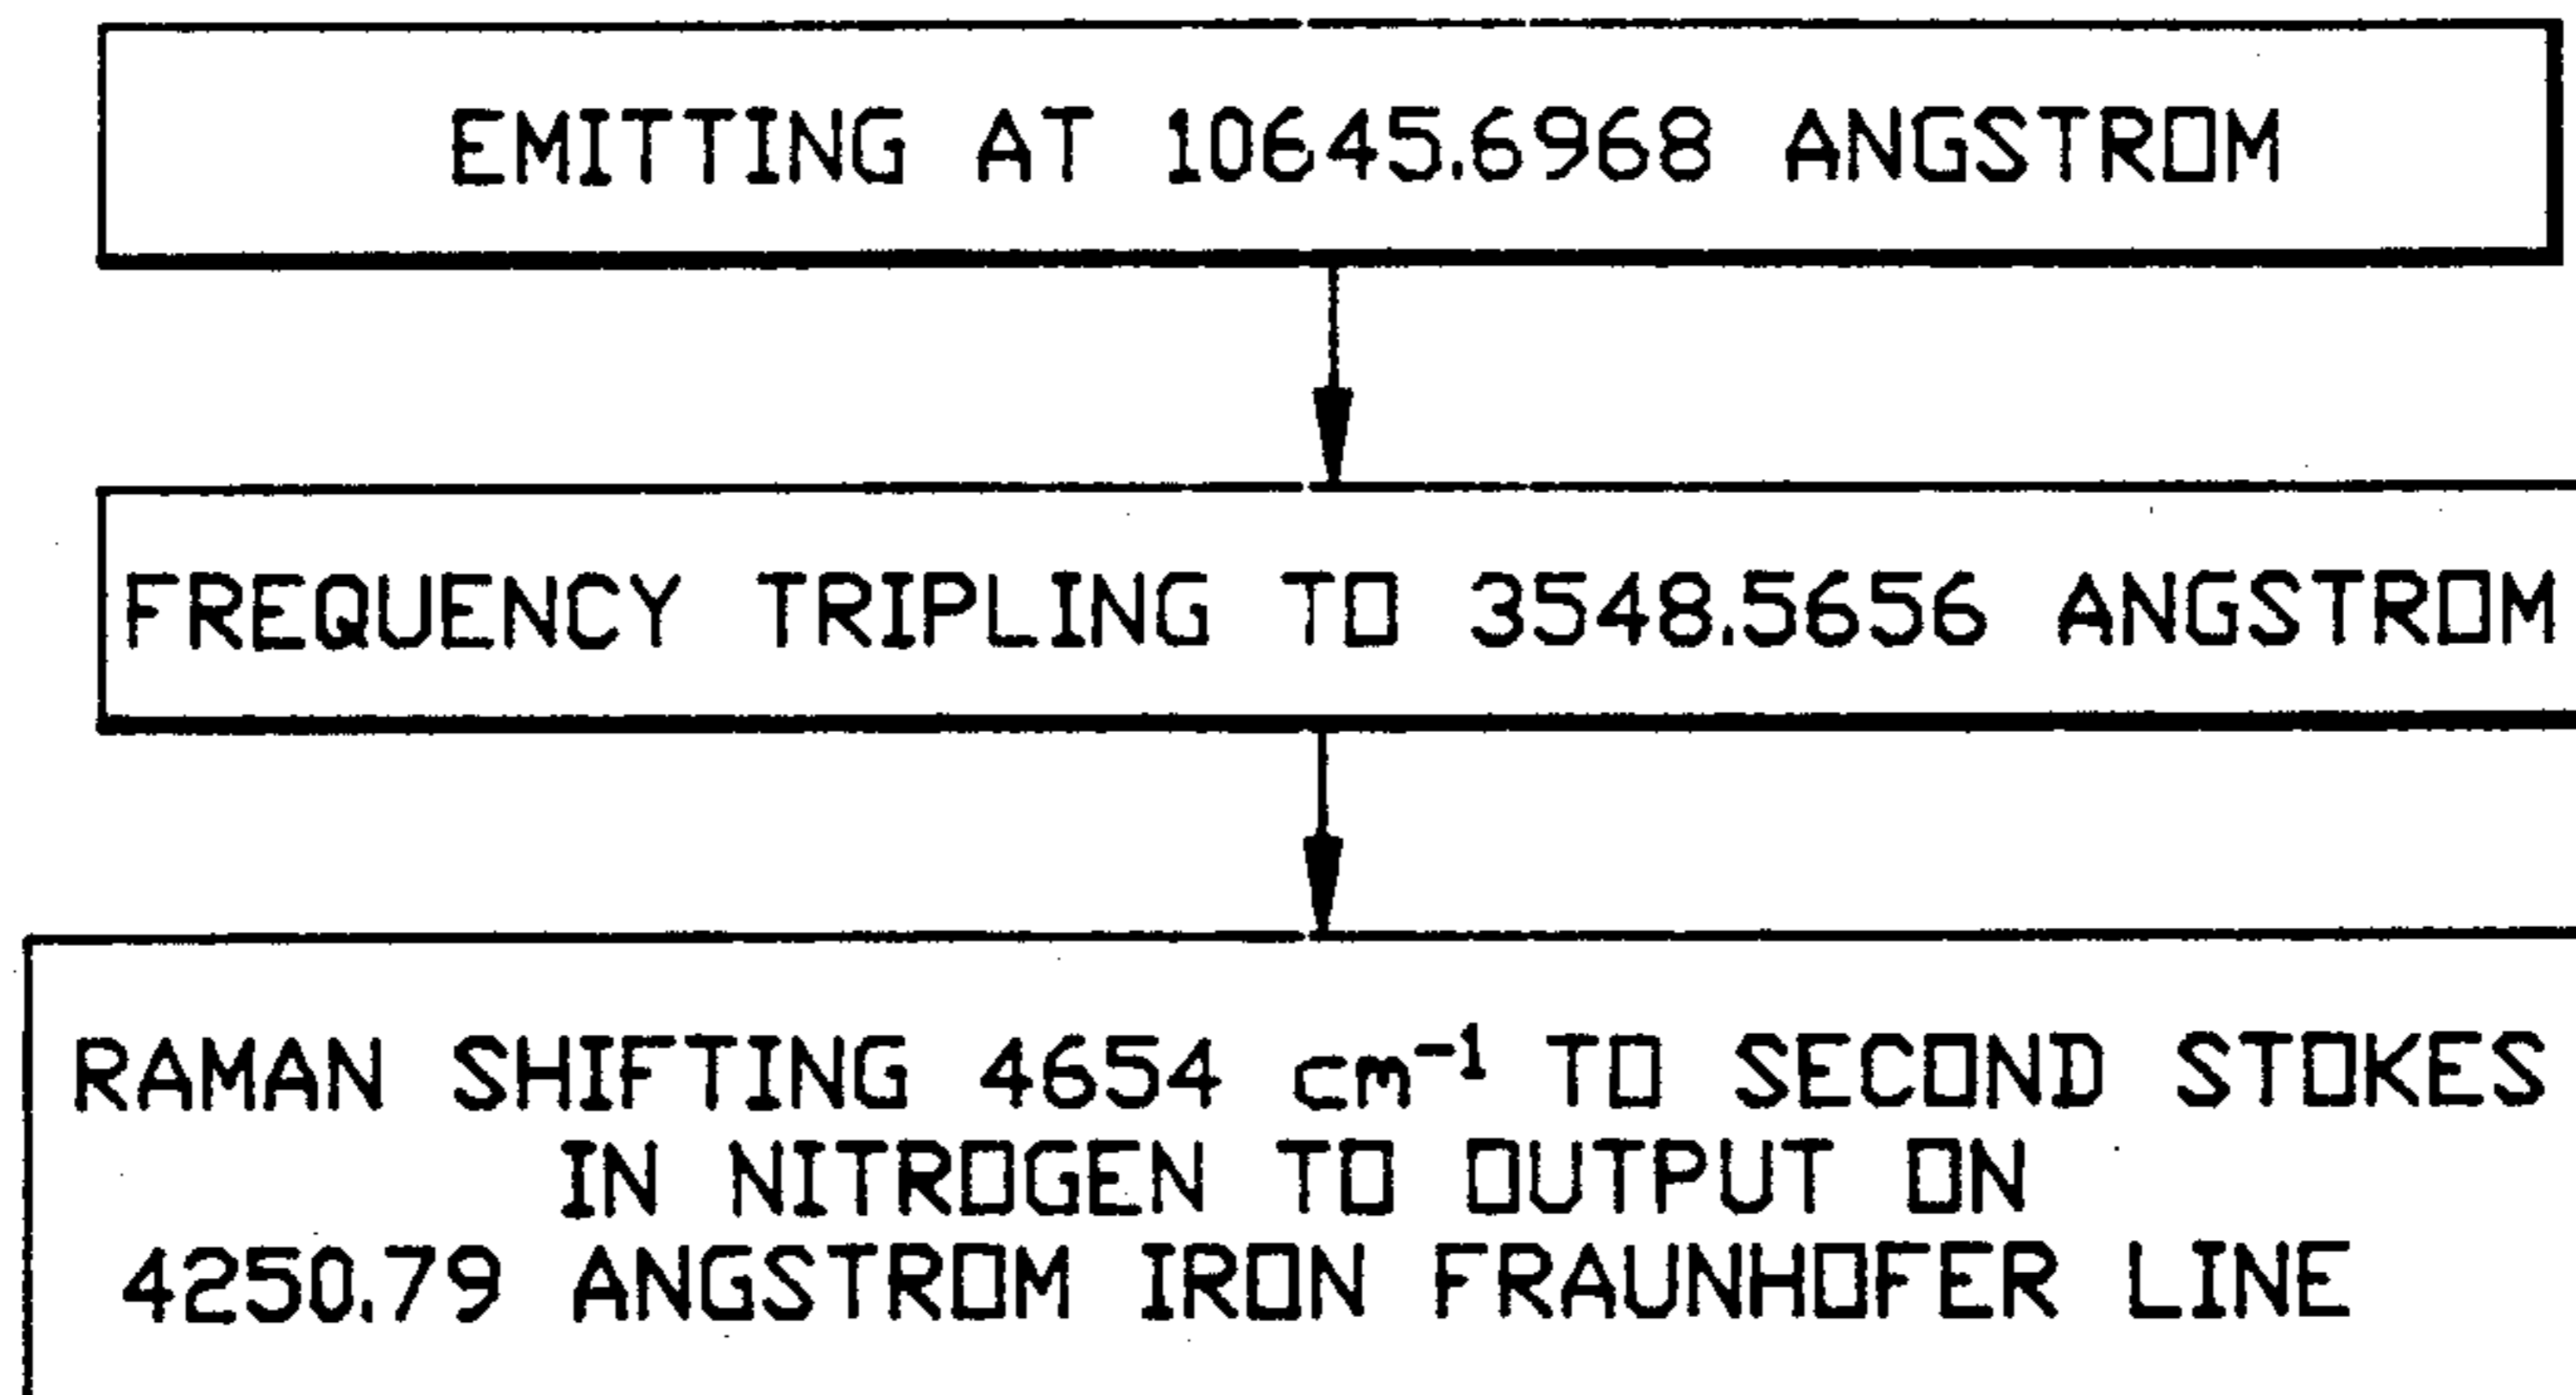 EMITTING AT 10645.6968 ANGSTROM
FREQUENCY TRIPLING TO 3548.5656 ANGSTROM
RAMAN SHIFTING 4654 cm⁻¹ TO SECOND STOKES
IN NITROGEN TO OUTPUT ON
4250.79 ANGSTROM IRON FRAUNHOFER LINE